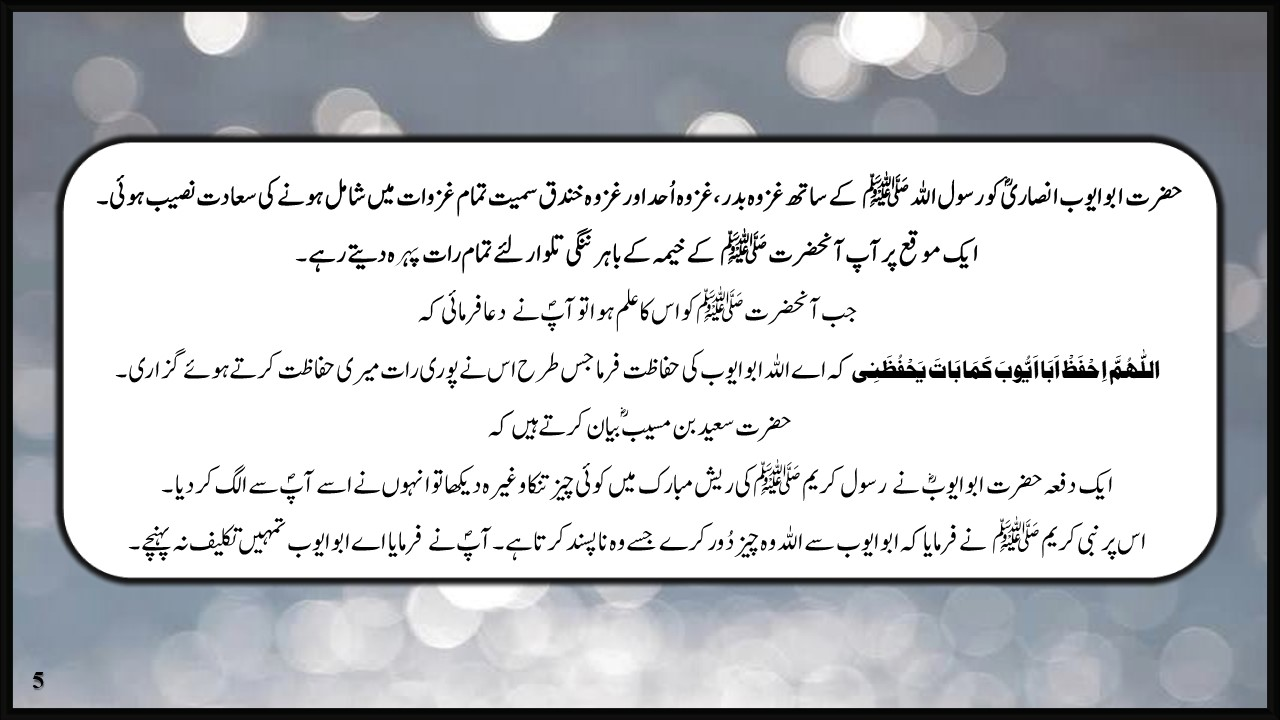 حضرت ابوایوب انصاریؓ کو رسول اللہ ﷺ کے ساتھ غزوہ بدر، غزوہ اُحد اور غزوہ خندق سمیت تمام غزوات میں شامل ہونے کی سعادت نصیب ہوئی۔
ایک موقع پر آپ آنحضرت ﷺ کے خیمہ کے باہر ننگی تلوار لئے تمام رات پہرہ دیتے رہے۔
جب آنحضرت ﷺ کو اس کا علم ہوا تو آپؐ نے دعا فرمائی کہ
اللّٰهُمَّ اِحْفَظْ اَبَا اَیُّوبَ کَمَا بَاتَ یَحْفُظَنِی کہ اے اللہ ابوایوب کی حفاظت فرما جس طرح اس نے پوری رات میری حفاظت کرتے ہوئے گزاری۔
حضرت سعید بن مسیبؓ بیان کرتے ہیں کہ
ایک دفعہ حضرت ابوایوبؓ نے رسول کریم ﷺ کی ریش مبارک میں کوئی چیز تنکا وغیرہ دیکھا تو انہوں نے اسے آپؐ سے الگ کر دیا۔
اس پر نبی کریم ﷺ نے فرمایا کہ ابوایوب سے اللہ وہ چیز دُور کرے جسے وہ ناپسند کرتا ہے۔ آپؐ نے فرمایا اے ابوایوب تمہیں تکلیف نہ پہنچے۔
5